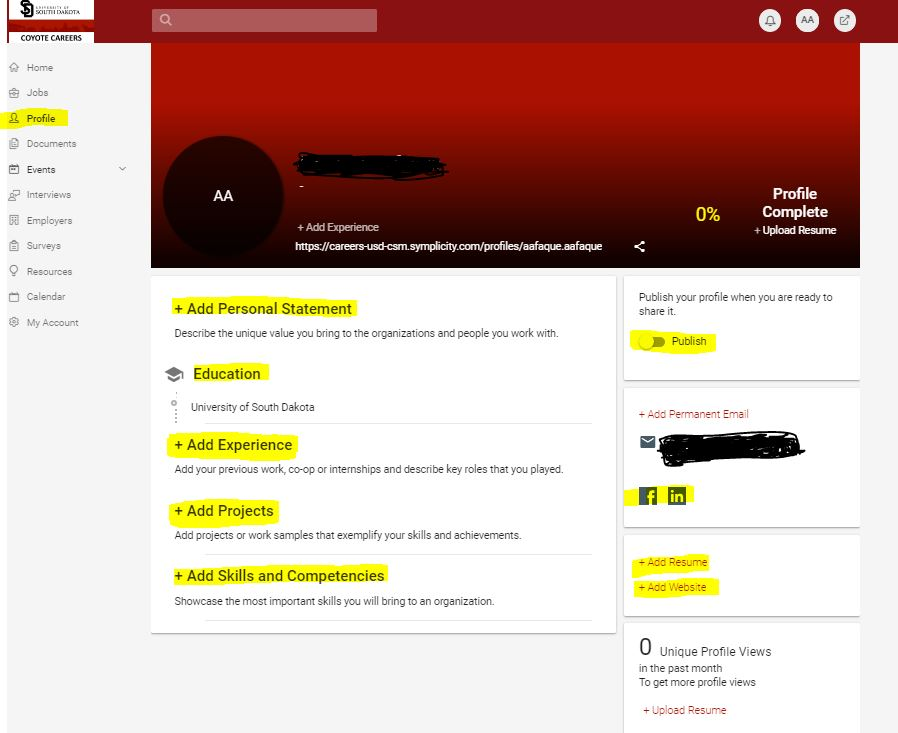 UNIVERSITY OF
SOUTH DAKOTA
COYOTE CAREERS
AA
Home
Jobs
Profile
Documents
Events
Interviews
Employers
Surveys
Resources
Calendar
My Account
AA
-
+ Add Experience
https://careers-usd-csm.symplicity.com/profiles/aafaque.aafaque
0%
Profile
Complete
+ Upload Resume
+ Add Personal Statement
Describe the unique value you bring to the organizations and people you work with.
Education
University of South Dakota
+ Add Experience
Add your previous work, co-op or internships and describe key roles that you played.
+ Add Projects
Add projects or work samples that exemplify your skills and achievements.
+ Add Skills and Competencies
Showcase the most important skills you will bring to an organization.
Publish your profile when you are ready to
share it.
Publish
+ Add Permanent Email
f in
+ Add Resume
+ Add Website
0 Unique Profile Views
in the past month
To get more profile views
+ Upload Resume